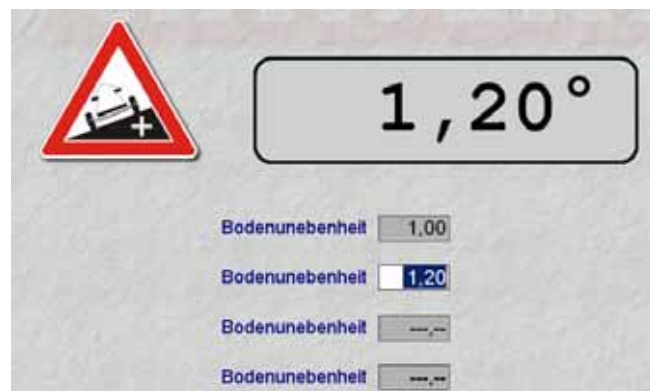 1,20°
Bodenunebenheit 1,00
Bodenunebenheit 1,20
Bodenunebenheit ---,--
Bodenunebenheit ---,--